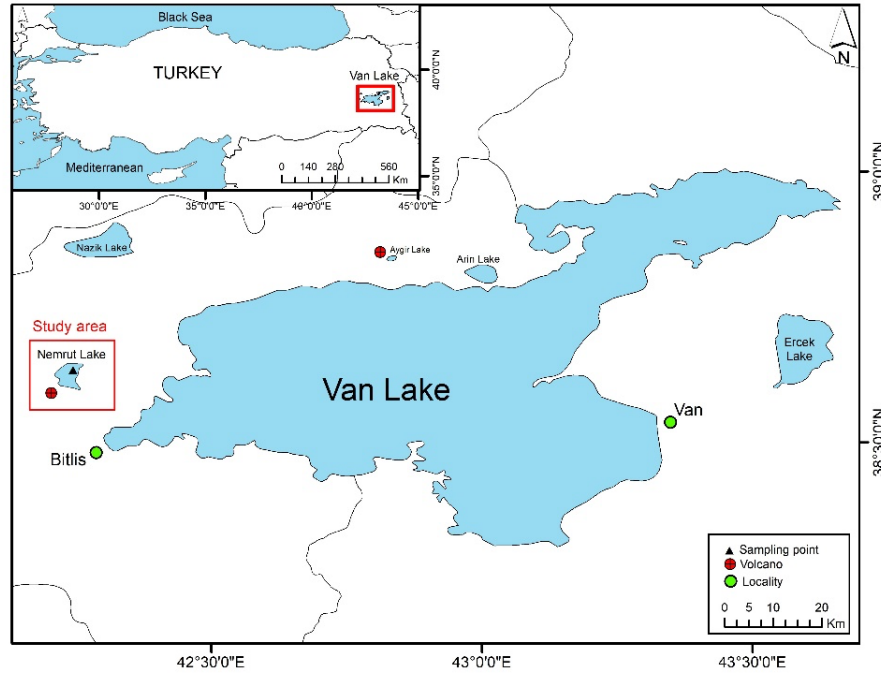 Black Sea
N
TURKEY
40°0'0"N
Van Lake
Mediterranean
0 140 280 560
Km
35°0'0"N
30°0'0"E 35°0'0"E 40°0'0"E 45°0'0"E
39°0'0"N
Nazik Lake
Aygir Lake
Arin Lake
Study area
Nemrut Lake
Ercek
Lake
Van Lake
Van
Bitlis
38°30'0"N
Sampling point
Volcano
Locality
0 5 10 20
Km
42°30'0"E 43°0'0"E 43°30'0"E